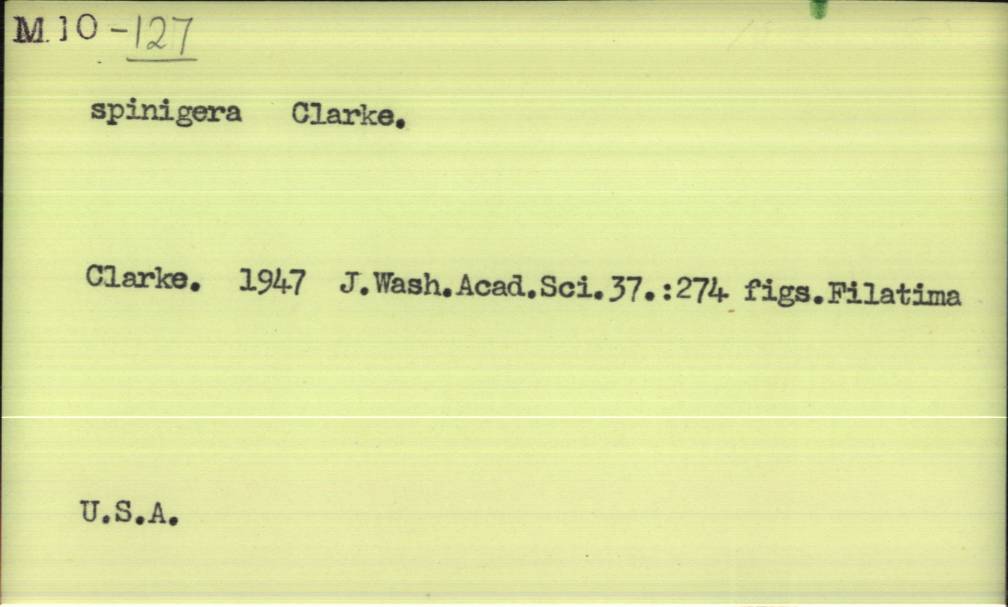 M 10 -127
spinigera Clarke.
Clarke. 1947 J.Wash.Acad.Sci.37.:274 figs.Filatima
U.S.A.